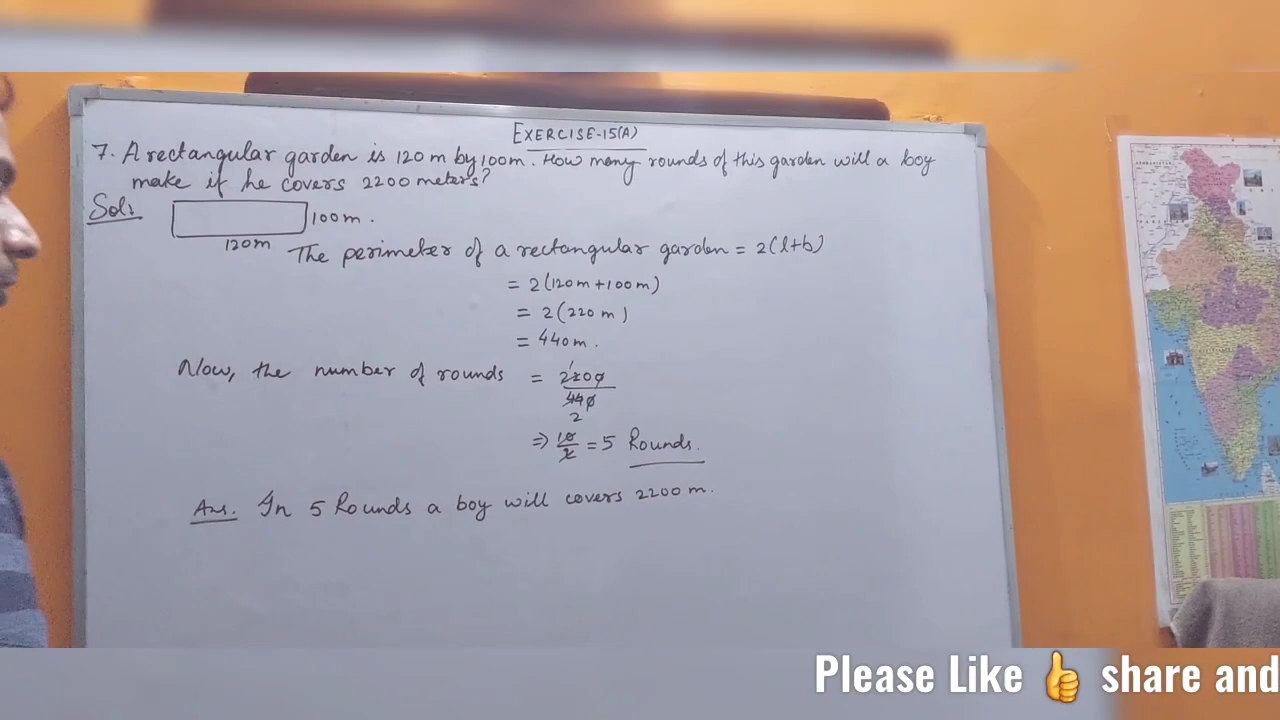 EXERCISE-15(A)
7. A rectangular garden is 120 m by 100m. How many rounds of this garden will a boy
make if he covers 2200 meters?
Sol:
100m.
120m
The perimeter of a rectangular garden = 2(l+b)
= 2(120m+100m)
= 2(220m)
= 440m.
Now, the number of rounds = 2200/440
1
2
=> 10/2 = 5 Rounds.
Ans. In 5 Rounds a boy will covers 2200 m.
Please Like 👍 share and